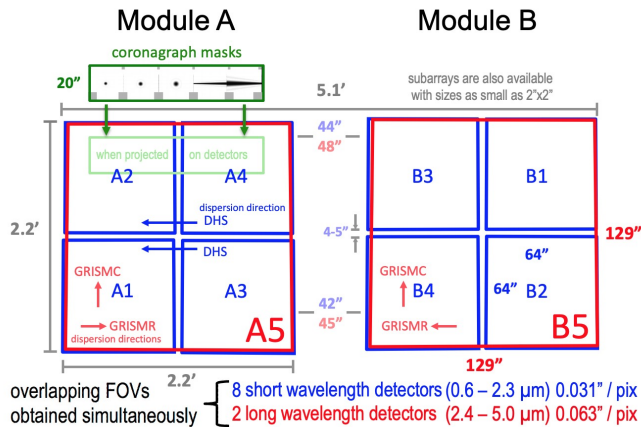 Module A
Module B
coronagraph masks
20”
subarrays are also available
with sizes as small as 2”x2”
5.1’
44”
48”
when projected
on detectors
A2
A4
B3
B1
dispersion direction
DHS
2.2’
4-5”
129”
DHS
GRISMC
A1
A3
GRISMR
dispersion directions
A5
42”
45”
GRISMC
B4
GRISMR
64”
64”
B2
B5
2.2’
129”
overlapping FOVs
obtained simultaneously
8 short wavelength detectors (0.6 – 2.3 μm) 0.031” / pix
2 long wavelength detectors (2.4 – 5.0 μm) 0.063” / pix